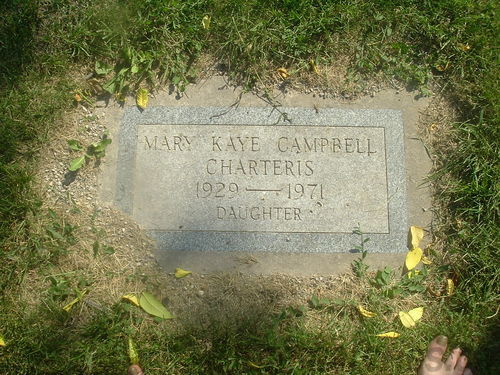 MARY KAYE CAMPBELL
CHARTERIS
1929 — 1971
DAUGHTER